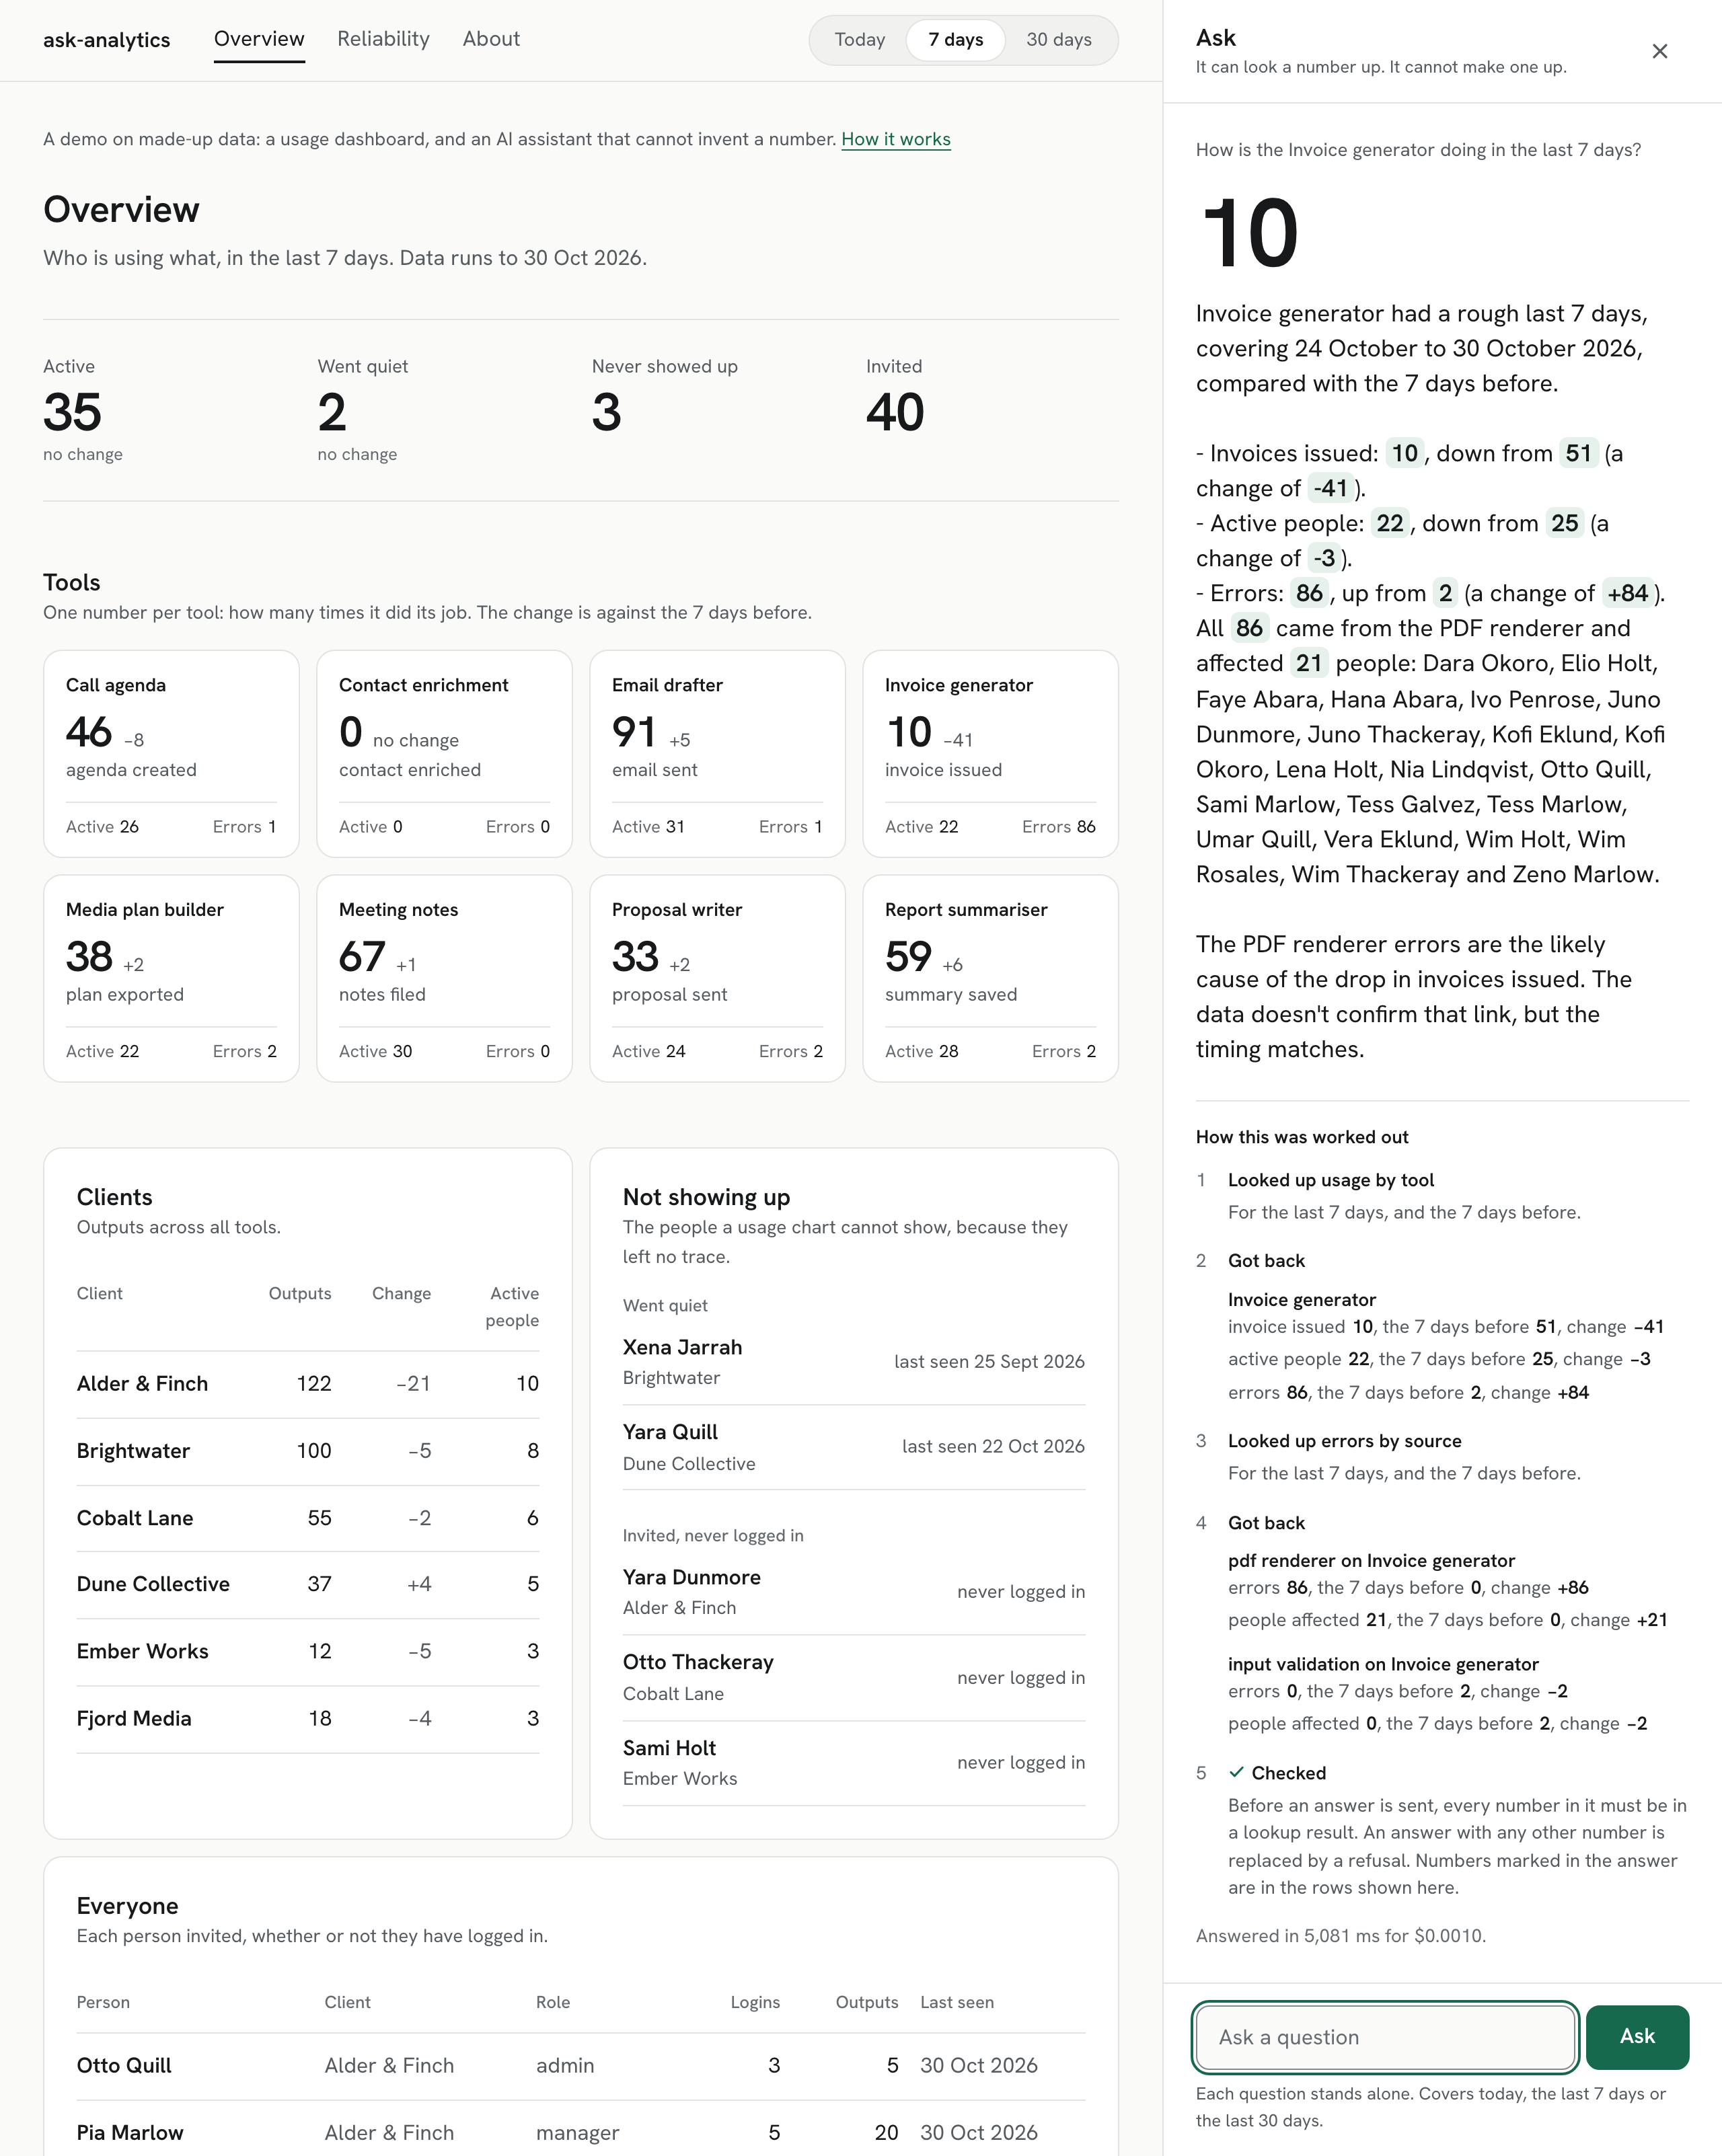 ask-analytics
Overview
Reliability
About
Today
7 days
30 days
A demo on made-up data: a usage dashboard, and an AI assistant that cannot invent a number. How it works
Overview
Who is using what, in the last 7 days. Data runs to 30 Oct 2026.
Active
35
no change
Went quiet
2
no change
Never showed up
3
Invited
40
Tools
One number per tool: how many times it did its job. The change is against the 7 days before.
Call agenda
46 −8
agenda created
Active 26 Errors 1
Contact enrichment
0 no change
contact enriched
Active 0 Errors 0
Email drafter
91 +5
email sent
Active 31 Errors 1
Invoice generator
10 −41
invoice issued
Active 22 Errors 86
Media plan builder
38 +2
plan exported
Active 22 Errors 2
Meeting notes
67 +1
notes filed
Active 30 Errors 0
Proposal writer
33 +2
proposal sent
Active 24 Errors 2
Report summariser
59 +6
summary saved
Active 28 Errors 2
Clients
Outputs across all tools.
Client Outputs Change Active
people
Alder & Finch 122 −21 10
Brightwater 100 −5 8
Cobalt Lane 55 −2 6
Dune Collective 37 +4 5
Ember Works 12 −5 3
Fjord Media 18 −4 3
Not showing up
The people a usage chart cannot show, because they
left no trace.
Went quiet
Xena Jarrah
Brightwater
last seen 25 Sept 2026
Yara Quill
Dune Collective
last seen 22 Oct 2026
Invited, never logged in
Yara Dunmore
Alder & Finch
never logged in
Otto Thackeray
Cobalt Lane
never logged in
Sami Holt
Ember Works
never logged in
Everyone
Each person invited, whether or not they have logged in.
Person Client Role Logins Outputs Last seen
Otto Quill Alder & Finch admin 3 5 30 Oct 2026
Pia Marlow Alder & Finch manager 5 20 30 Oct 2026
Ask
It can look a number up. It cannot make one up.
How is the Invoice generator doing in the last 7 days?
10
Invoice generator had a rough last 7 days,
covering 24 October to 30 October 2026,
compared with the 7 days before.
- Invoices issued: 10, down from 51 (a
change of -41).
- Active people: 22, down from 25 (a
change of -3).
- Errors: 86, up from 2 (a change of +84).
All 86 came from the PDF renderer and
affected 21 people: Dara Okoro, Elio Holt,
Faye Abara, Hana Abara, Ivo Penrose, Juno
Dunmore, Juno Thackeray, Kofi Eklund, Kofi
Okoro, Lena Holt, Nia Lindqvist, Otto Quill,
Sami Marlow, Tess Galvez, Tess Marlow,
Umar Quill, Vera Eklund, Wim Holt, Wim
Rosales, Wim Thackeray and Zeno Marlow.
The PDF renderer errors are the likely
cause of the drop in invoices issued. The
data doesn't confirm that link, but the
timing matches.
How this was worked out
1 Looked up usage by tool
For the last 7 days, and the 7 days before.
2 Got back
Invoice generator
invoice issued 10, the 7 days before 51, change −41
active people 22, the 7 days before 25, change −3
errors 86, the 7 days before 2, change +84
3 Looked up errors by source
For the last 7 days, and the 7 days before.
4 Got back
pdf renderer on Invoice generator
errors 86, the 7 days before 0, change +86
people affected 21, the 7 days before 0, change +21
input validation on Invoice generator
errors 0, the 7 days before 2, change −2
people affected 0, the 7 days before 2, change −2
5 Checked
Before an answer is sent, every number in it must be in
a lookup result. An answer with any other number is
replaced by a refusal. Numbers marked in the answer
are in the rows shown here.
Answered in 5,081 ms for $0.0010.
Ask a question
Ask
Each question stands alone. Covers today, the last 7 days or
the last 30 days.